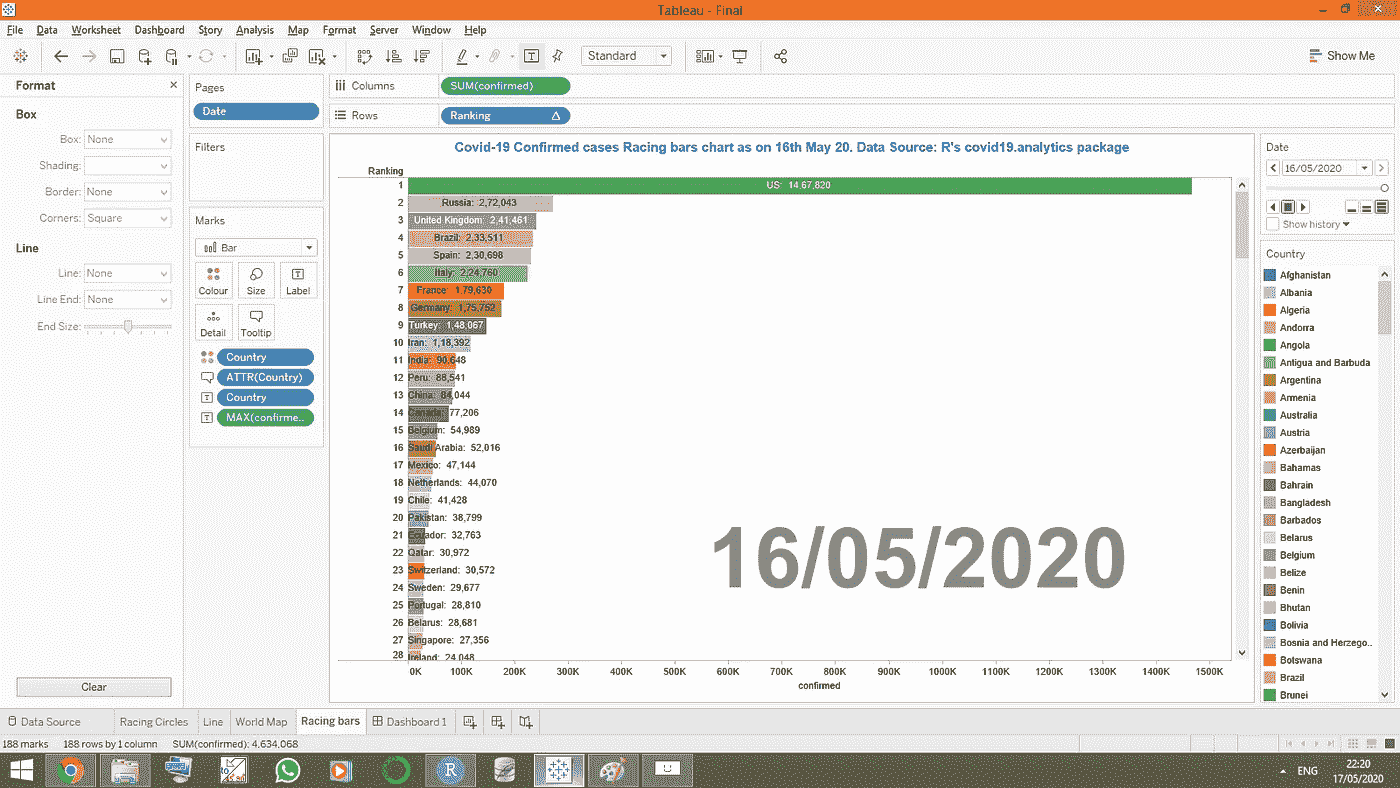 Tableau - Final
File Data Worksheet Dashboard Story Analysis Map Format Server Window Help
Standard
Show Me
Format
Box
Box: None
Shading:
Border: None
Corners: Square
Line
Line: None
Line End: None
End Size:
Clear
Pages
Date
Filters
Marks
Bar
Colour Size Label
Detail Tooltip
Country
ATTR(Country)
Country
MAX(confirme..
Columns SUM(confirmed)
Rows Ranking
Covid-19 Confirmed cases Racing bars chart as on 16th May 20. Data Source: R's covid19.analytics package
Ranking
1 US: 14,67,820
2 Russia: 2,72,043
3 United Kingdom: 2,41,461
4 Brazil: 2,33,511
5 Spain: 2,30,698
6 Italy: 2,24,760
7 France: 1,79,630
8 Germany: 1,75,752
9 Turkey: 1,48,067
10 Iran: 1,18,392
11 India: 90,648
12 Peru: 88,541
13 China: 84,044
14 Canada: 77,206
15 Belgium: 54,989
16 Saudi Arabia: 52,016
17 Mexico: 47,144
18 Netherlands: 44,070
19 Chile: 41,428
20 Pakistan: 38,799
21 Ecuador: 32,763
22 Qatar: 30,972
23 Switzerland: 30,572
24 Sweden: 29,677
25 Portugal: 28,810
26 Belarus: 28,681
27 Singapore: 27,356
28 Ireland: 24,048
16/05/2020
0K 100K 200K 300K 400K 500K 600K 700K 800K 900K 1000K 1100K 1200K 1300K 1400K 1500K
confirmed
Date
16/05/2020
Show history
Country
Afghanistan
Albania
Algeria
Andorra
Angola
Antigua and Barbuda
Argentina
Armenia
Australia
Austria
Azerbaijan
Bahamas
Bahrain
Bangladesh
Barbados
Belarus
Belgium
Belize
Benin
Bhutan
Bolivia
Bosnia and Herzego..
Botswana
Brazil
Brunei
Data Source Racing Circles Line World Map Racing bars Dashboard 1
188 marks 188 rows by 1 column SUM(confirmed): 4,634,068
ENG
22:20
17/05/2020